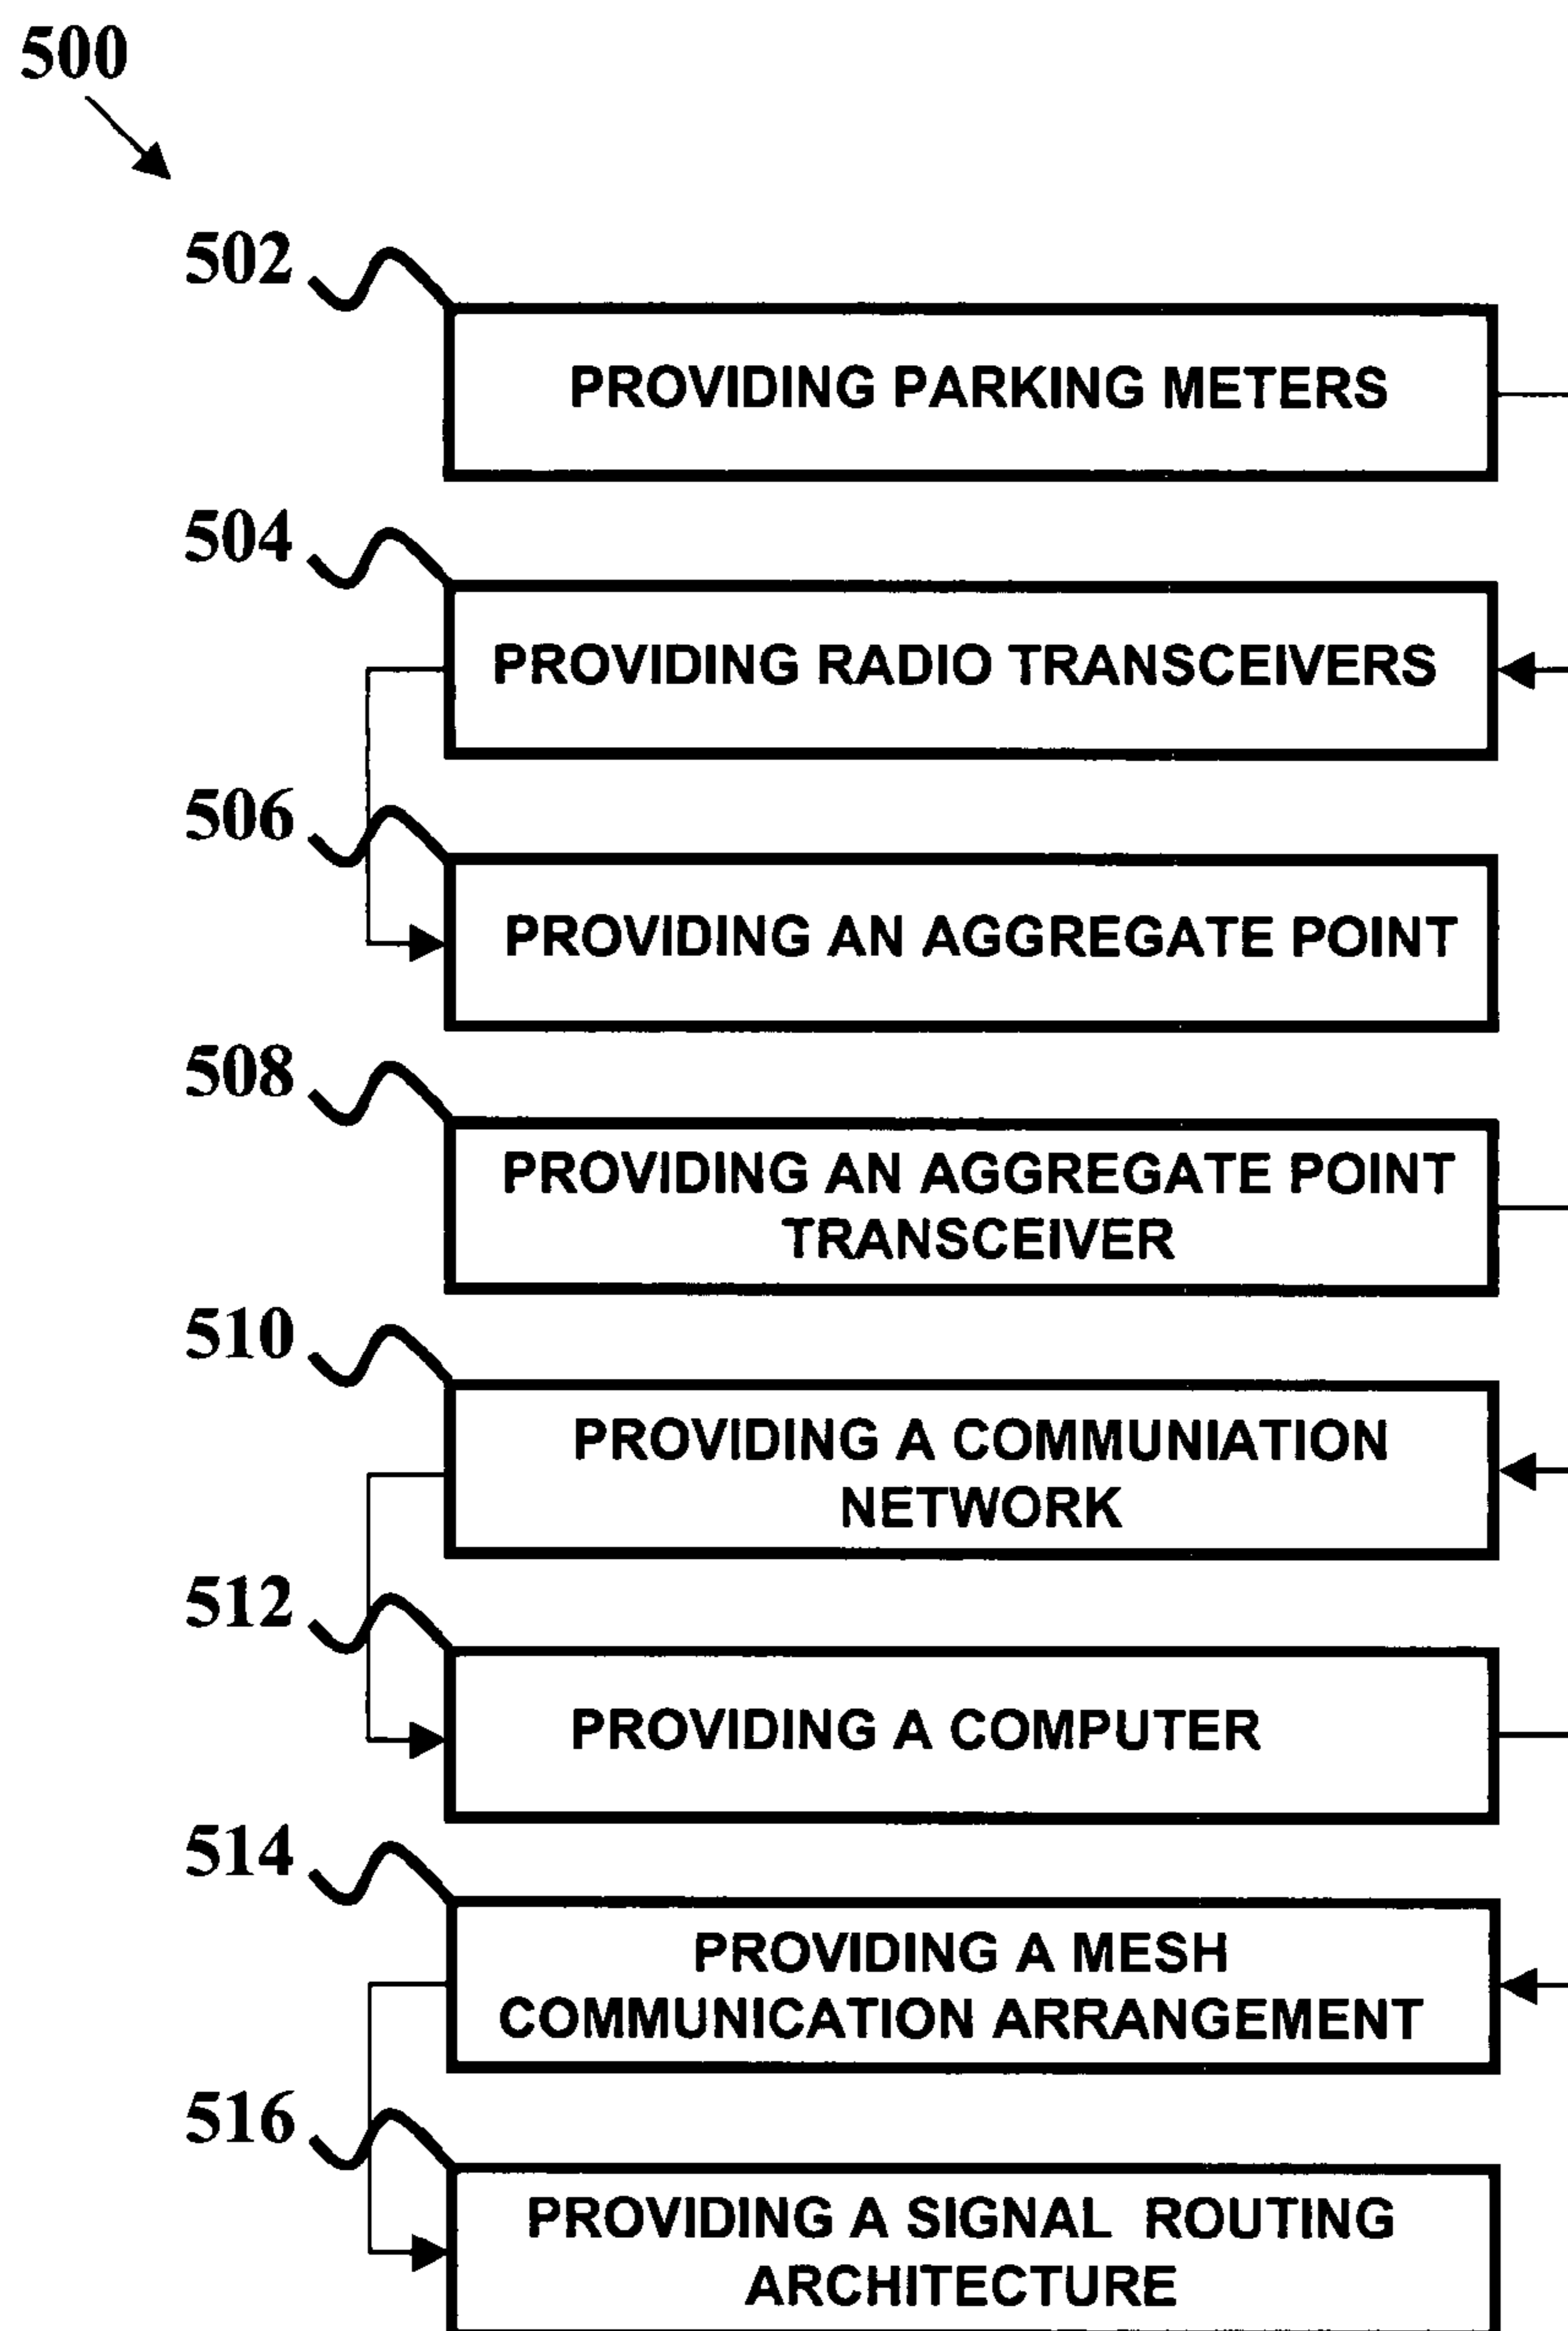 500
502
PROVIDING PARKING METERS
504
PROVIDING RADIO TRANSCEIVERS
506
PROVIDING AN AGGREGATE POINT
508
PROVIDING AN AGGREGATE POINT
TRANSCEIVER
510
PROVIDING A COMMUNIATION
NETWORK
512
PROVIDING A COMPUTER
514
PROVIDING A MESH
COMMUNICATION ARRANGEMENT
516
PROVIDING A SIGNAL ROUTING
ARCHITECTURE